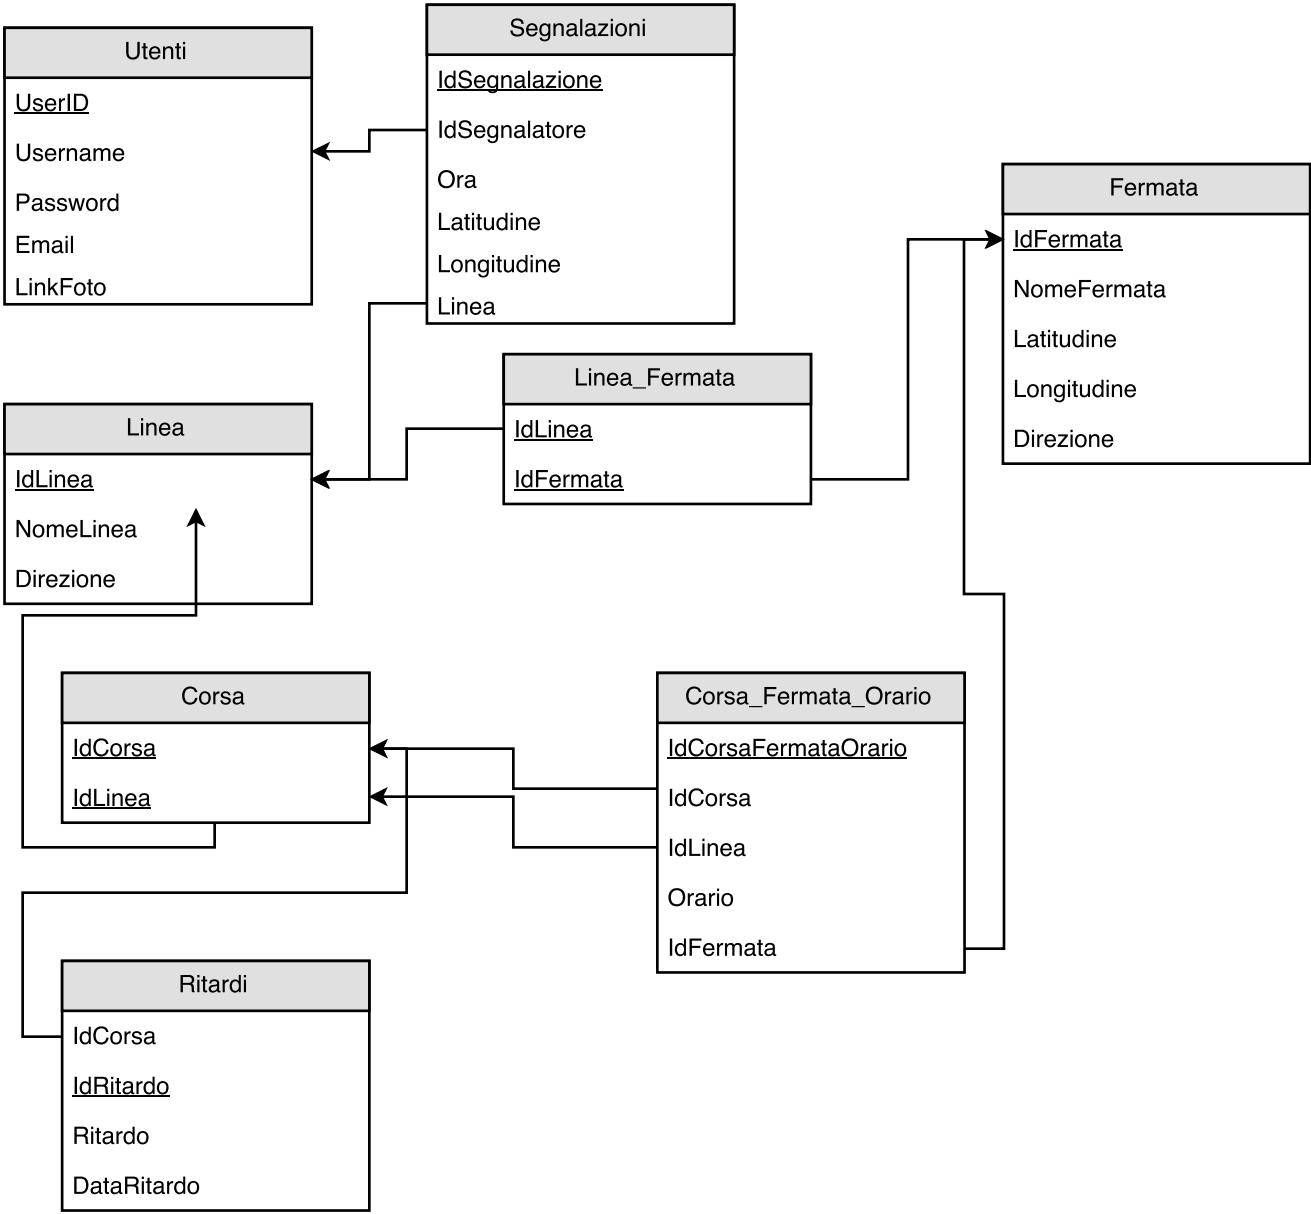 Utenti
UserID
Username
Password
Email
LinkFoto
Segnalazioni
IdSegnalazione
IdSegnalatore
Ora
Latitudine
Longitudine
Linea
Fermata
IdFermata
NomeFermata
Latitudine
Longitudine
Direzione
Linea_Fermata
IdLinea
IdFermata
Linea
IdLinea
NomeLinea
Direzione
Corsa
IdCorsa
IdLinea
Corsa_Fermata_Orario
IdCorsaFermataOrario
IdCorsa
IdLinea
Orario
IdFermata
Ritardi
IdCorsa
IdRitardo
Ritardo
DataRitardo